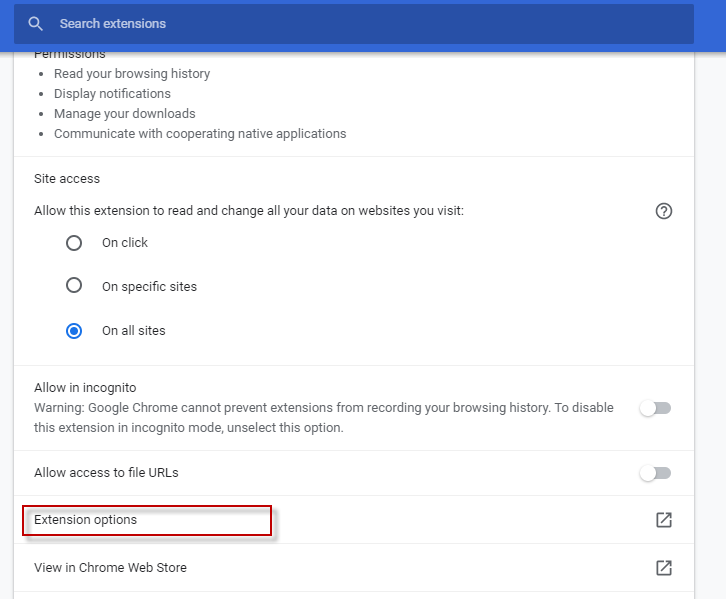 Search extensions
Permissions
Read your browsing history
Display notifications
Manage your downloads
Communicate with cooperating native applications
Site access
Allow this extension to read and change all your data on websites you visit:
On click
On specific sites
On all sites
Allow in incognito
Warning: Google Chrome cannot prevent extensions from recording your browsing history. To disable
this extension in incognito mode, unselect this option.
Allow access to file URLs
Extension options
View in Chrome Web Store